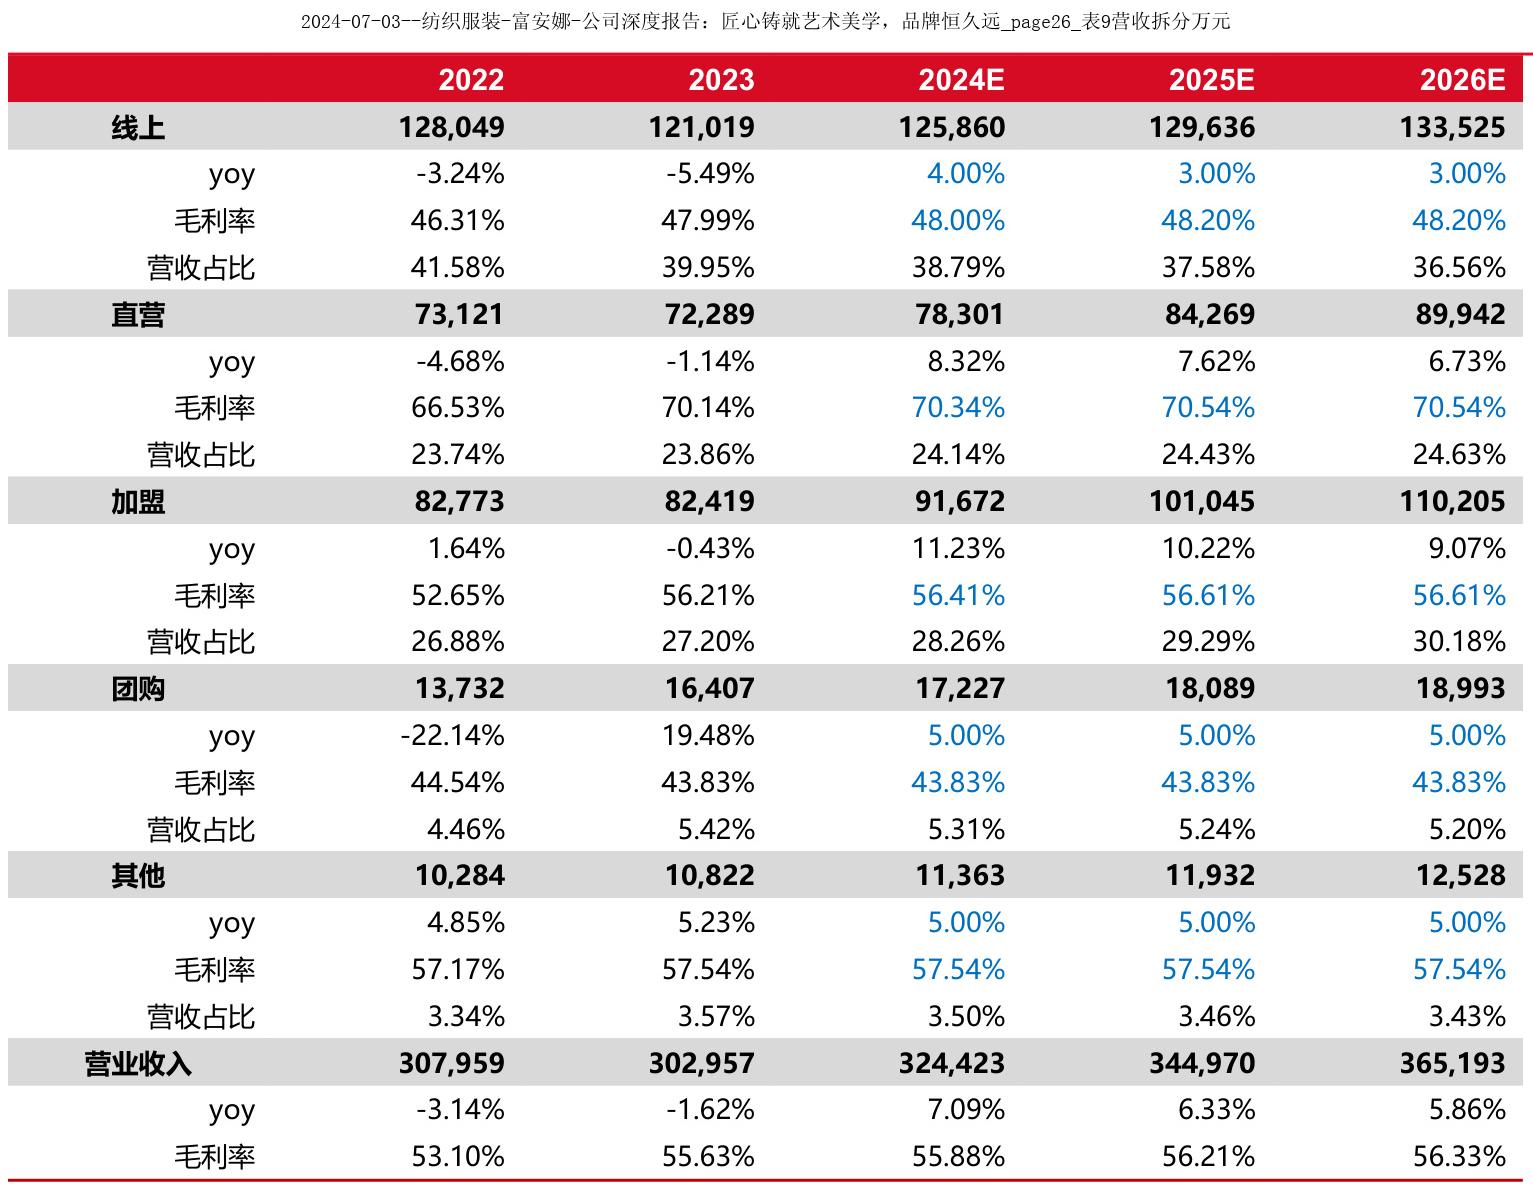 2024-07-03--纺织服装-富安娜-公司深度报告：匠心铸就艺术美学，品牌恒久远_page26_表9营收拆分万元
2022 2023 2024E 2025E 2026E
线上 128,049 121,019 125,860 129,636 133,525
yoy -3.24% -5.49% 4.00% 3.00% 3.00%
毛利率 46.31% 47.99% 48.00% 48.20% 48.20%
营收占比 41.58% 39.95% 38.79% 37.58% 36.56%
直营 73,121 72,289 78,301 84,269 89,942
yoy -4.68% -1.14% 8.32% 7.62% 6.73%
毛利率 66.53% 70.14% 70.34% 70.54% 70.54%
营收占比 23.74% 23.86% 24.14% 24.43% 24.63%
加盟 82,773 82,419 91,672 101,045 110,205
yoy 1.64% -0.43% 11.23% 10.22% 9.07%
毛利率 52.65% 56.21% 56.41% 56.61% 56.61%
营收占比 26.88% 27.20% 28.26% 29.29% 30.18%
团购 13,732 16,407 17,227 18,089 18,993
yoy -22.14% 19.48% 5.00% 5.00% 5.00%
毛利率 44.54% 43.83% 43.83% 43.83% 43.83%
营收占比 4.46% 5.42% 5.31% 5.24% 5.20%
其他 10,284 10,822 11,363 11,932 12,528
yoy 4.85% 5.23% 5.00% 5.00% 5.00%
毛利率 57.17% 57.54% 57.54% 57.54% 57.54%
营收占比 3.34% 3.57% 3.50% 3.46% 3.43%
营业收入 307,959 302,957 324,423 344,970 365,193
yoy -3.14% -1.62% 7.09% 6.33% 5.86%
毛利率 53.10% 55.63% 55.88% 56.21% 56.33%